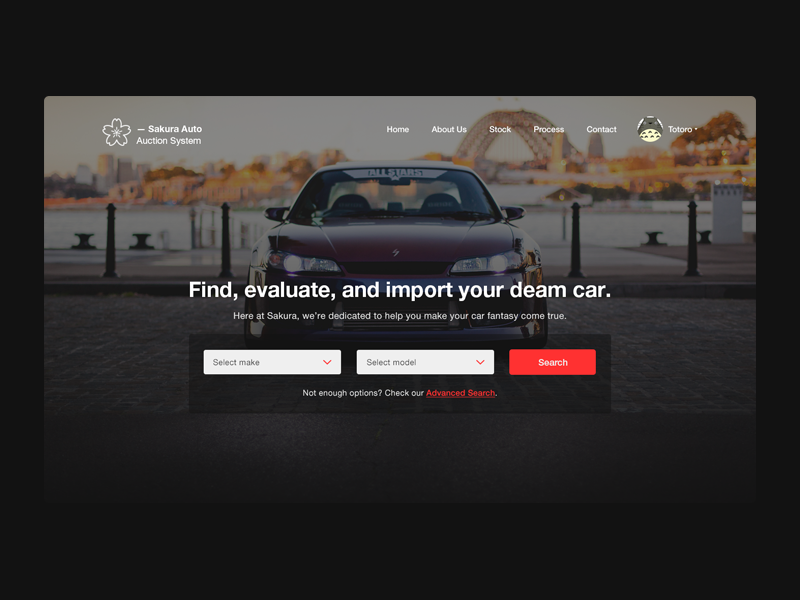 — Sakura Auto
Auction System
Home About Us Stock Process Contact Totoro
ALLSTARS
Find, evaluate, and import your deam car.
Here at Sakura, we're dedicated to help you make your car fantasy come true.
Select make Select model Search
Not enough options? Check our Advanced Search.